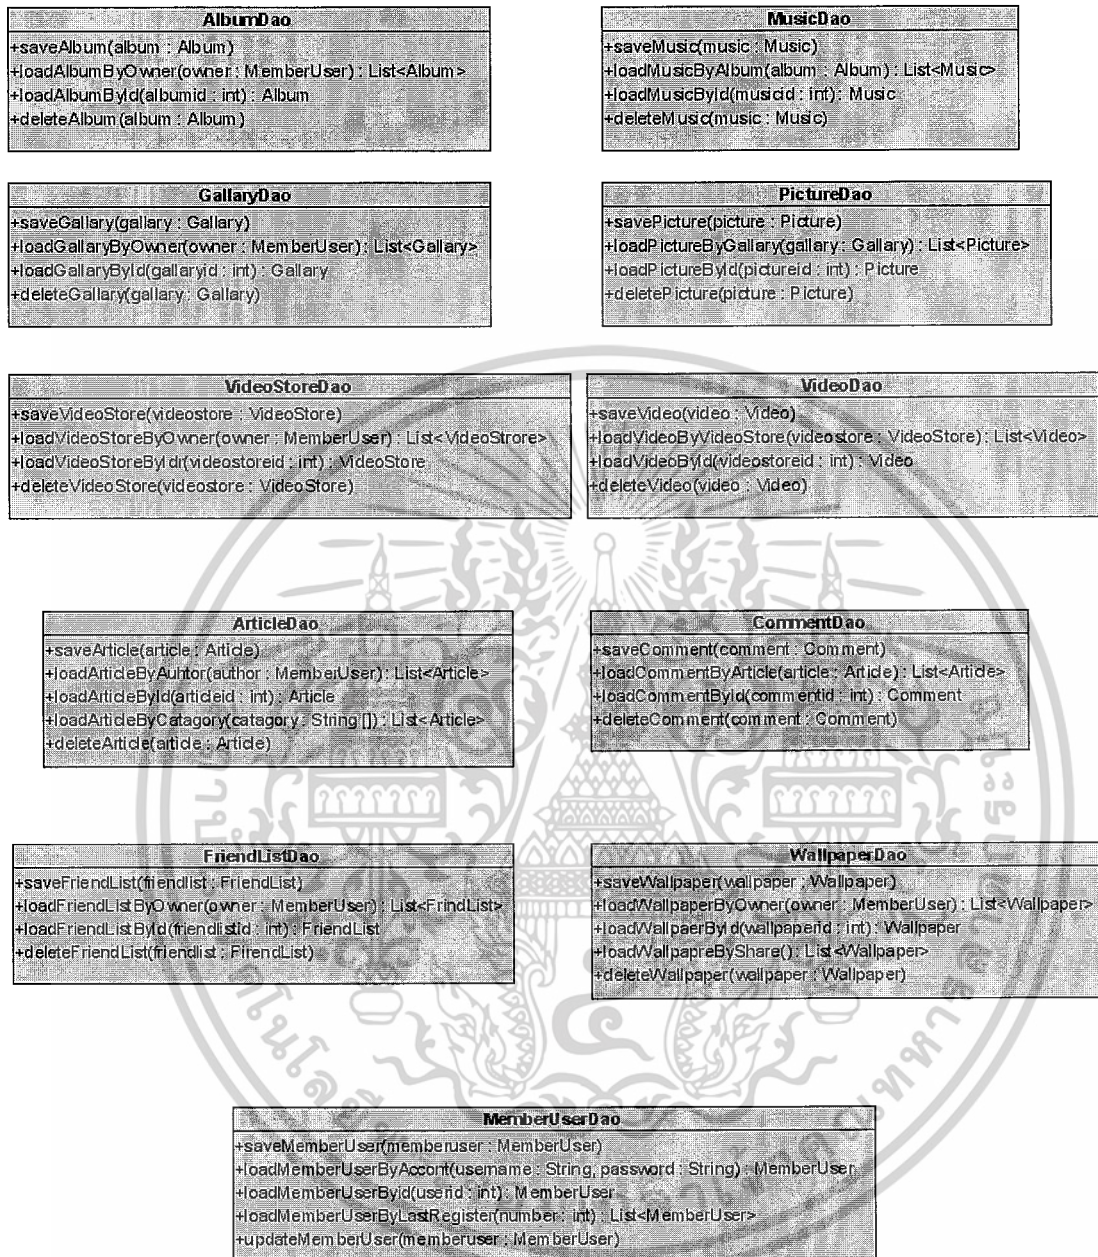 AlbumDao
+saveAlbum(album : Album)
+loadAlbumByOwner(owner : MemberUser) : List<Album>
+loadAlbumById(albumid : int) : Album
+deleteAlbum(album : Album)
MusicDao
+saveMusic(music : Music)
+loadMusicByAlbum(album : Album) : List<Music>
+loadMusicById(musicid : int) : Music
+deleteMusic(music : Music)
GallaryDao
+saveGallary(gallary : Gallary)
+loadGallaryByOwner(owner : MemberUser) : List<Gallary>
+loadGallaryById(gallaryid : int) : Gallary
+deleteGallary(gallary : Gallary)
PictureDao
+savePicture(picture : Picture)
+loadPictureByGallary(gallary : Gallary) : List<Picture>
+loadPictureById(pictureid : int) : Picture
+deletePicture(picture : Picture)
VideoStoreDao
+saveVideoStore(videostore : VideoStore)
+loadVideoStoreByOwner(owner : MemberUser) : List<VideoStrore>
+loadVideoStoreByIdr(videostoreid : int) : VideoStore
+deleteVideoStore(videostore : VideoStore)
VideoDao
+saveVideo(video : Video)
+loadVideoByVideoStore(videostore : VideoStore) : List<Video>
+loadVideoById(videostoreid : int) : Video
+deleteVideo(video : Video)
ArticleDao
+saveArticle(article : Article)
+loadArticleByAuhtor(author : MemberUser) : List<Article>
+loadArticleById(articleid : int) : Article
+loadArticleByCatagory(catagory : String []) : List<Article>
+deleteArticle(article : Article)
CommentDao
+saveComment(comment : Comment)
+loadCommentByArticle(article : Article) : List<Article>
+loadCommentById(commentid : int) : Comment
+deleteComment(comment : Comment)
FriendListDao
+saveFriendList(friendlist : FriendList)
+loadFriendListByOwner(owner : MemberUser) : List<FrindList>
+loadFriendListById(friendlistid : int) : FriendList
+deleteFriendList(friendlist : FirendList)
WallpaperDao
+saveWallpaper(wallpaper : Wallpaper)
+loadWallpaperByOwner(owner : MemberUser) : List<Wallpaper>
+loadWallpaerById(wallpaperid : int) : Wallpaper
+loadWallpapreByShare() : List<Wallpaper>
+deleteWallpaper(wallpaper : Wallpaper)
MemberUserDao
+saveMemberUser(memberuser : MemberUser)
+loadMemberUserByAccont(username : String, password : String) : MemberUser
+loadMemberUserById(userid : int) : MemberUser
+loadMemberUserByLastRegister(number : int) : List<MemberUser>
+updateMemberUser(memberuser : MemberUser)